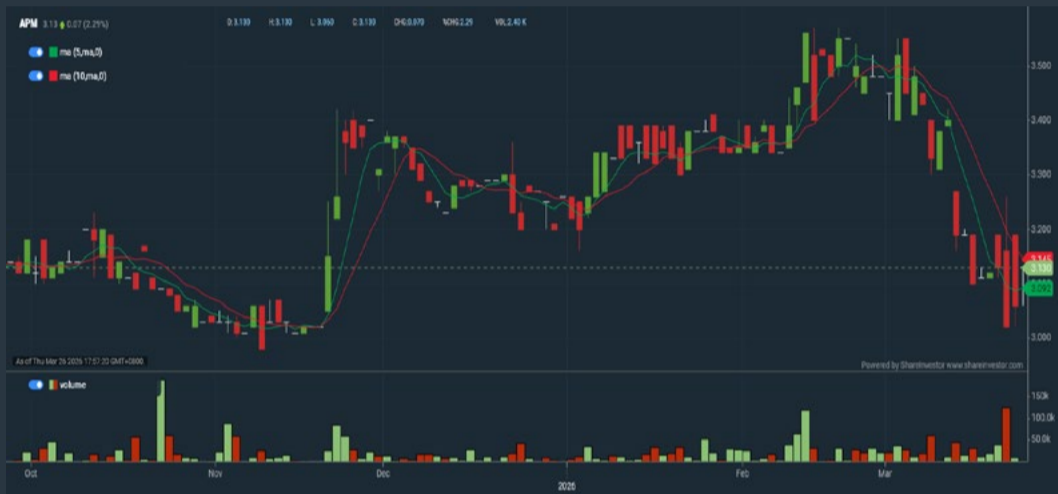 APM 3.13 0.07 (2.29%) O:3.130 H:3.130 L:3.060 C:3.130 CHG:0.070 %CHG:2.29 VOL:2.40 K
ma (5,ma,0)
ma (10,ma,0)
3.500
3.400
3.300
3.200
3.145
3.130
3.092
3.000
As of Thu Mar 26 2026 17:57:20 GMT+0800
Powered by ShareInvestor www.shareinvestor.com
volume
150k
100.0k
50.0k
Oct Nov Dec 2026 Feb Mar